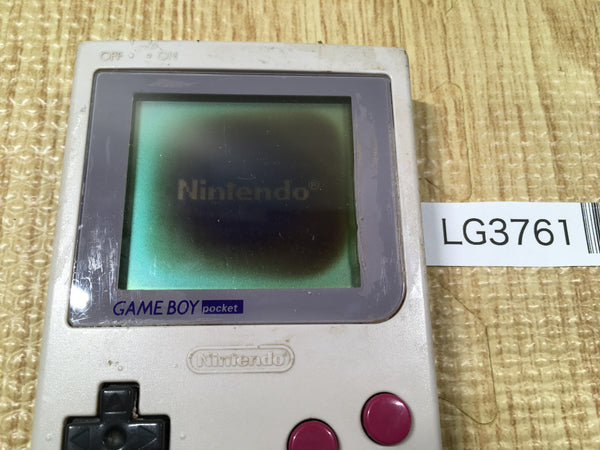 OFF ON
Nintendo®
LG3761
GAME BOY pocket
Nintendo